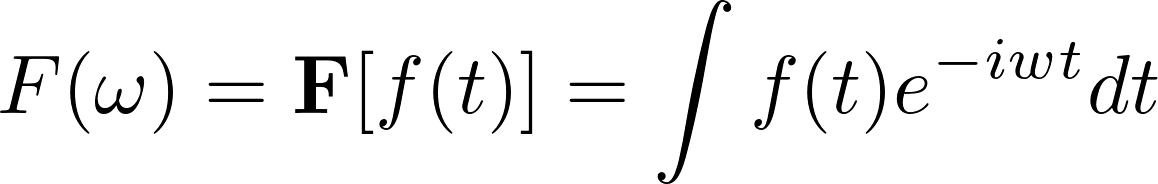 F(ω) = F[f(t)] = ∫ f(t)e^{-iwt}dt